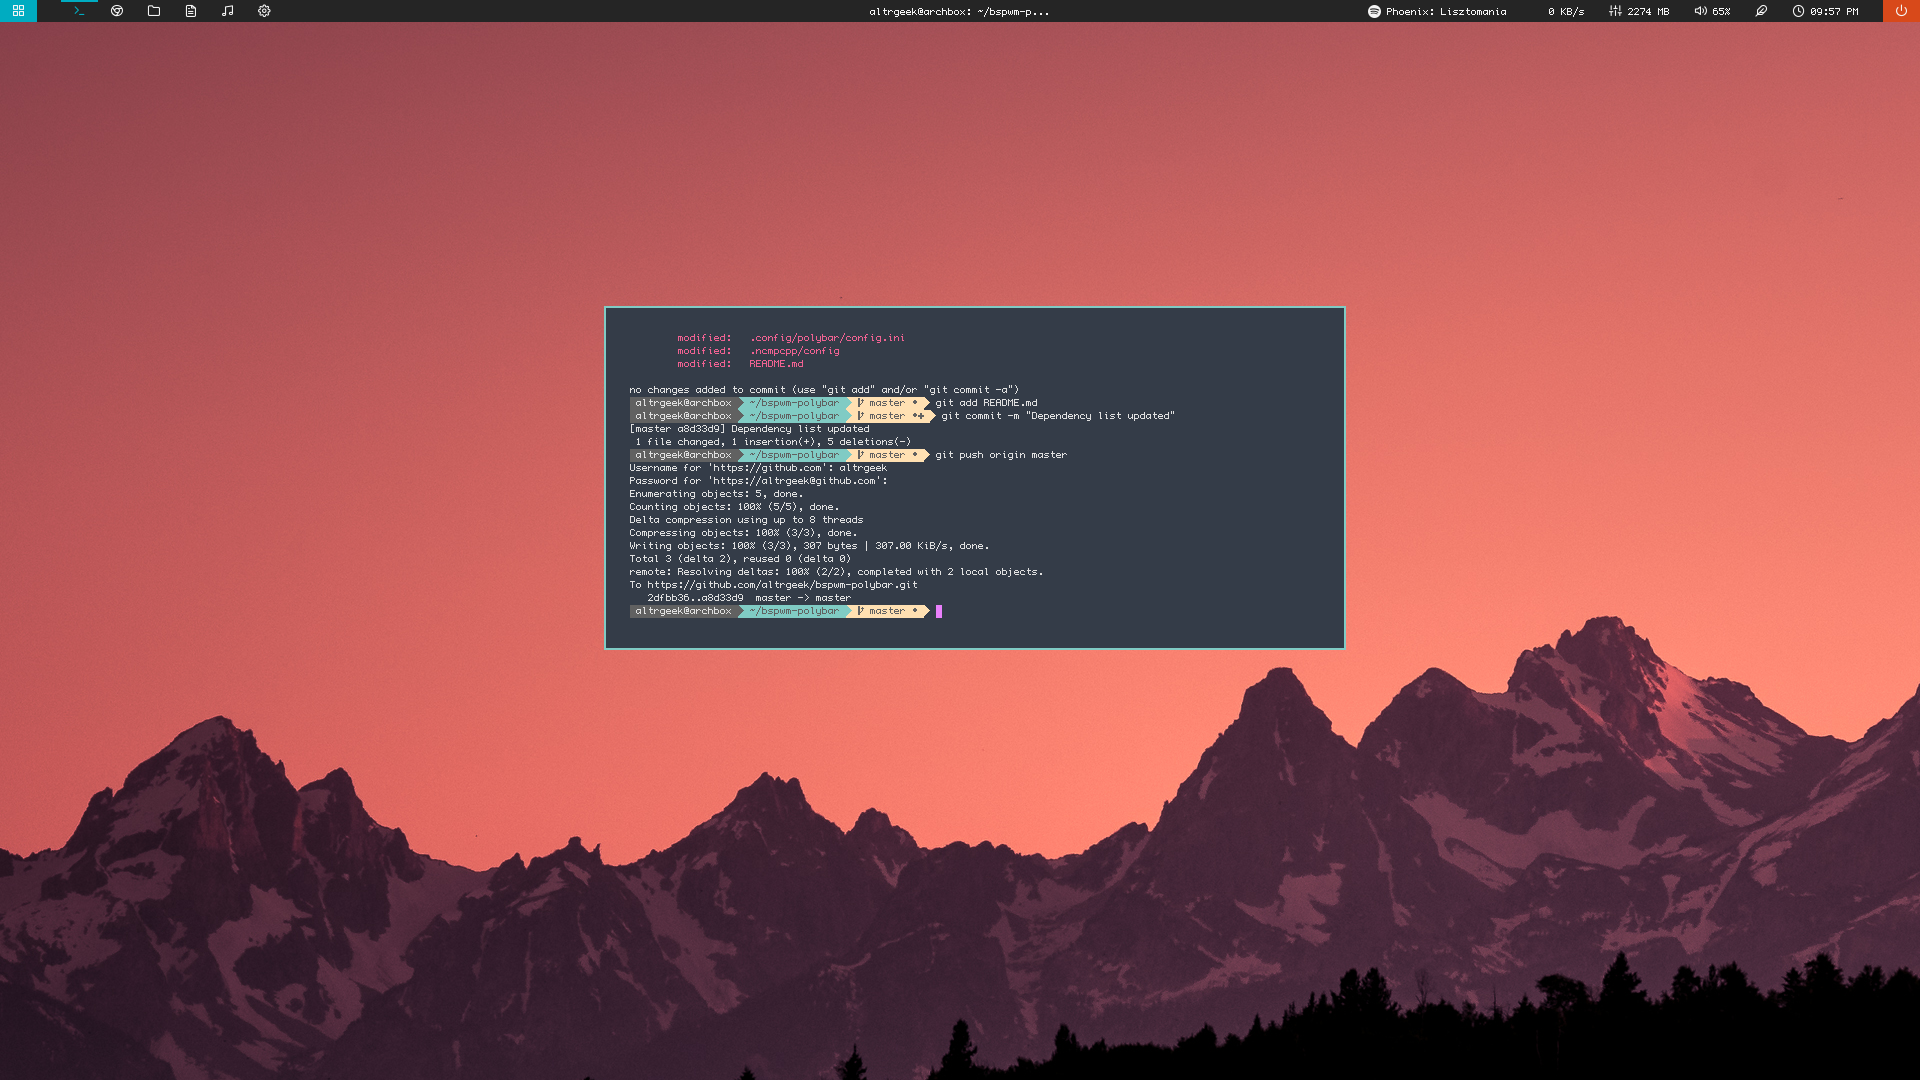 altrgeek@archbox: ~/bspwm-p...
Phoenix: Lisztomania
0 KB/s
2274 MB
65%
09:57 PM
modified: .config/polybar/config.ini
modified: .ncmpcpp/config
modified: README.md
no changes added to commit (use "git add" and/or "git commit -a")
altrgeek@archbox ~/bspwm-polybar master • git add README.md
altrgeek@archbox ~/bspwm-polybar master •+ git commit -m "Dependency list updated"
[master a8d33d9] Dependency list updated
1 file changed, 1 insertion(+), 5 deletions(-)
altrgeek@archbox ~/bspwm-polybar master • git push origin master
Username for 'https://github.com': altrgeek
Password for 'https://altrgeek@github.com':
Enumerating objects: 5, done.
Counting objects: 100% (5/5), done.
Delta compression using up to 8 threads
Compressing objects: 100% (3/3), done.
Writing objects: 100% (3/3), 307 bytes | 307.00 KiB/s, done.
Total 3 (delta 2), reused 0 (delta 0)
remote: Resolving deltas: 100% (2/2), completed with 2 local objects.
To https://github.com/altrgeek/bspwm-polybar.git
2dfbb36..a8d33d9 master -> master
altrgeek@archbox ~/bspwm-polybar master •